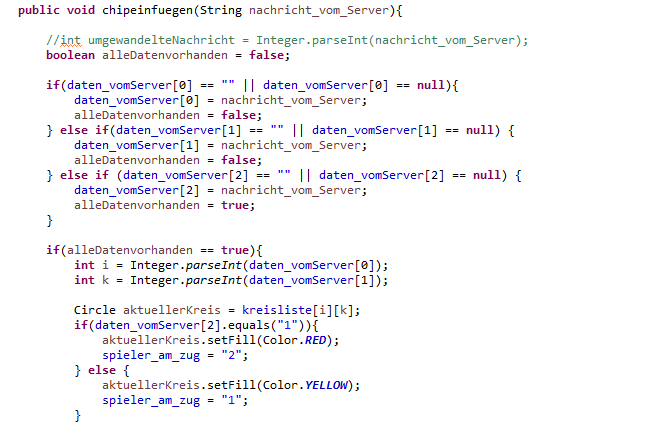 public void chipeinfuegen(String nachricht_vom_Server){
//int umgewandelteNachricht = Integer.parseInt(nachricht_vom_Server);
boolean alleDatenvorhanden = false;
if(daten_vomServer[0] == "" || daten_vomServer[0] == null){
daten_vomServer[0] = nachricht_vom_Server;
alleDatenvorhanden = false;
} else if(daten_vomServer[1] == "" || daten_vomServer[1] == null) {
daten_vomServer[1] = nachricht_vom_Server;
alleDatenvorhanden = false;
} else if (daten_vomServer[2] == "" || daten_vomServer[2] == null) {
daten_vomServer[2] = nachricht_vom_Server;
alleDatenvorhanden = true;
}
if(alleDatenvorhanden == true){
int i = Integer.parseInt(daten_vomServer[0]);
int k = Integer.parseInt(daten_vomServer[1]);
Circle aktuellerKreis = kreisliste[i][k];
if(daten_vomServer[2].equals("1")){
aktuellerKreis.setFill(Color.RED);
spieler_am_zug = "2";
} else {
aktuellerKreis.setFill(Color.YELLOW);
spieler_am_zug = "1";
}